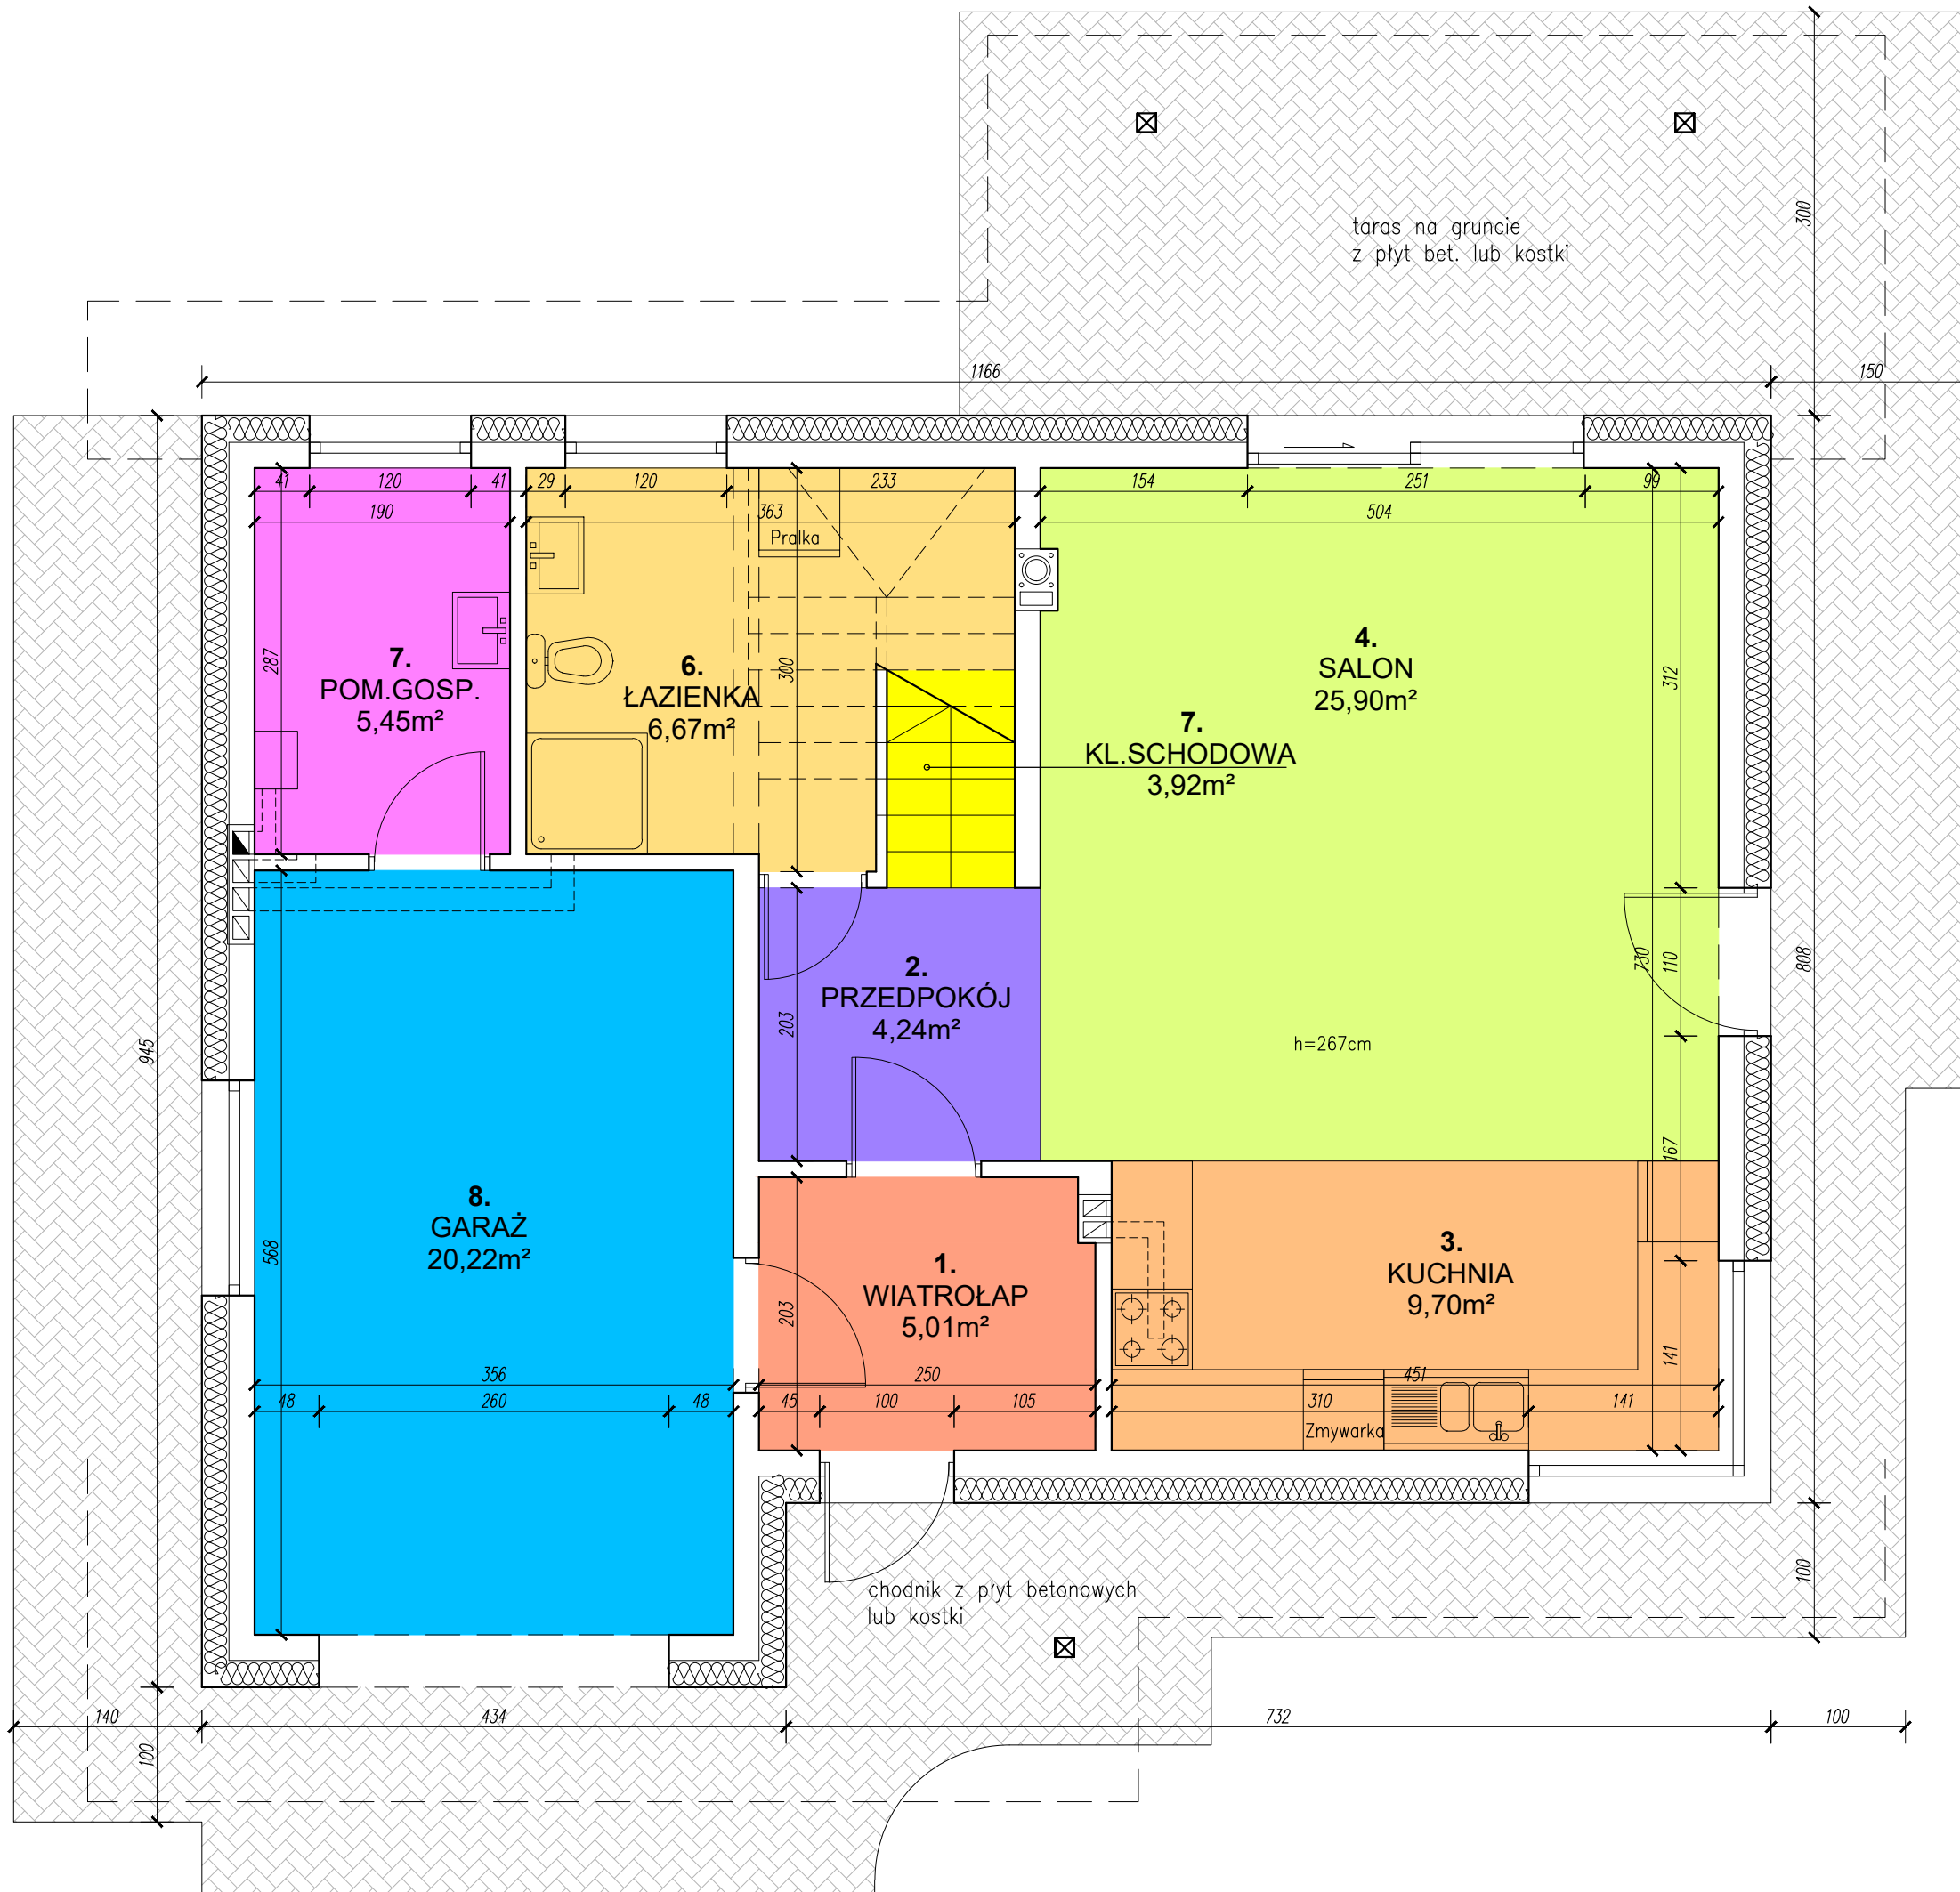 300
taras na gruncie
z płyt bet. lub kostki
1166
150
41
120
41
29
120
233
154
251
99
190
363
504
Pralka
7.
POM.GOSP.
5,45m²
287
6.
ŁAZIENKA
6,67m²
300
4.
SALON
25,90m²
312
7.
KL.SCHODOWA
3,92m²
2.
PRZEDPOKÓJ
4,24m²
203
730
110
808
945
h=267cm
167
8.
GARAŻ
20,22m²
568
1.
WIATROŁAP
5,01m²
203
3.
KUCHNIA
9,70m²
141
356
250
451
48
260
48
45
100
105
310
141
Zmywarka
chodnik z płyt betonowych
lub kostki
100
140
434
732
100
100